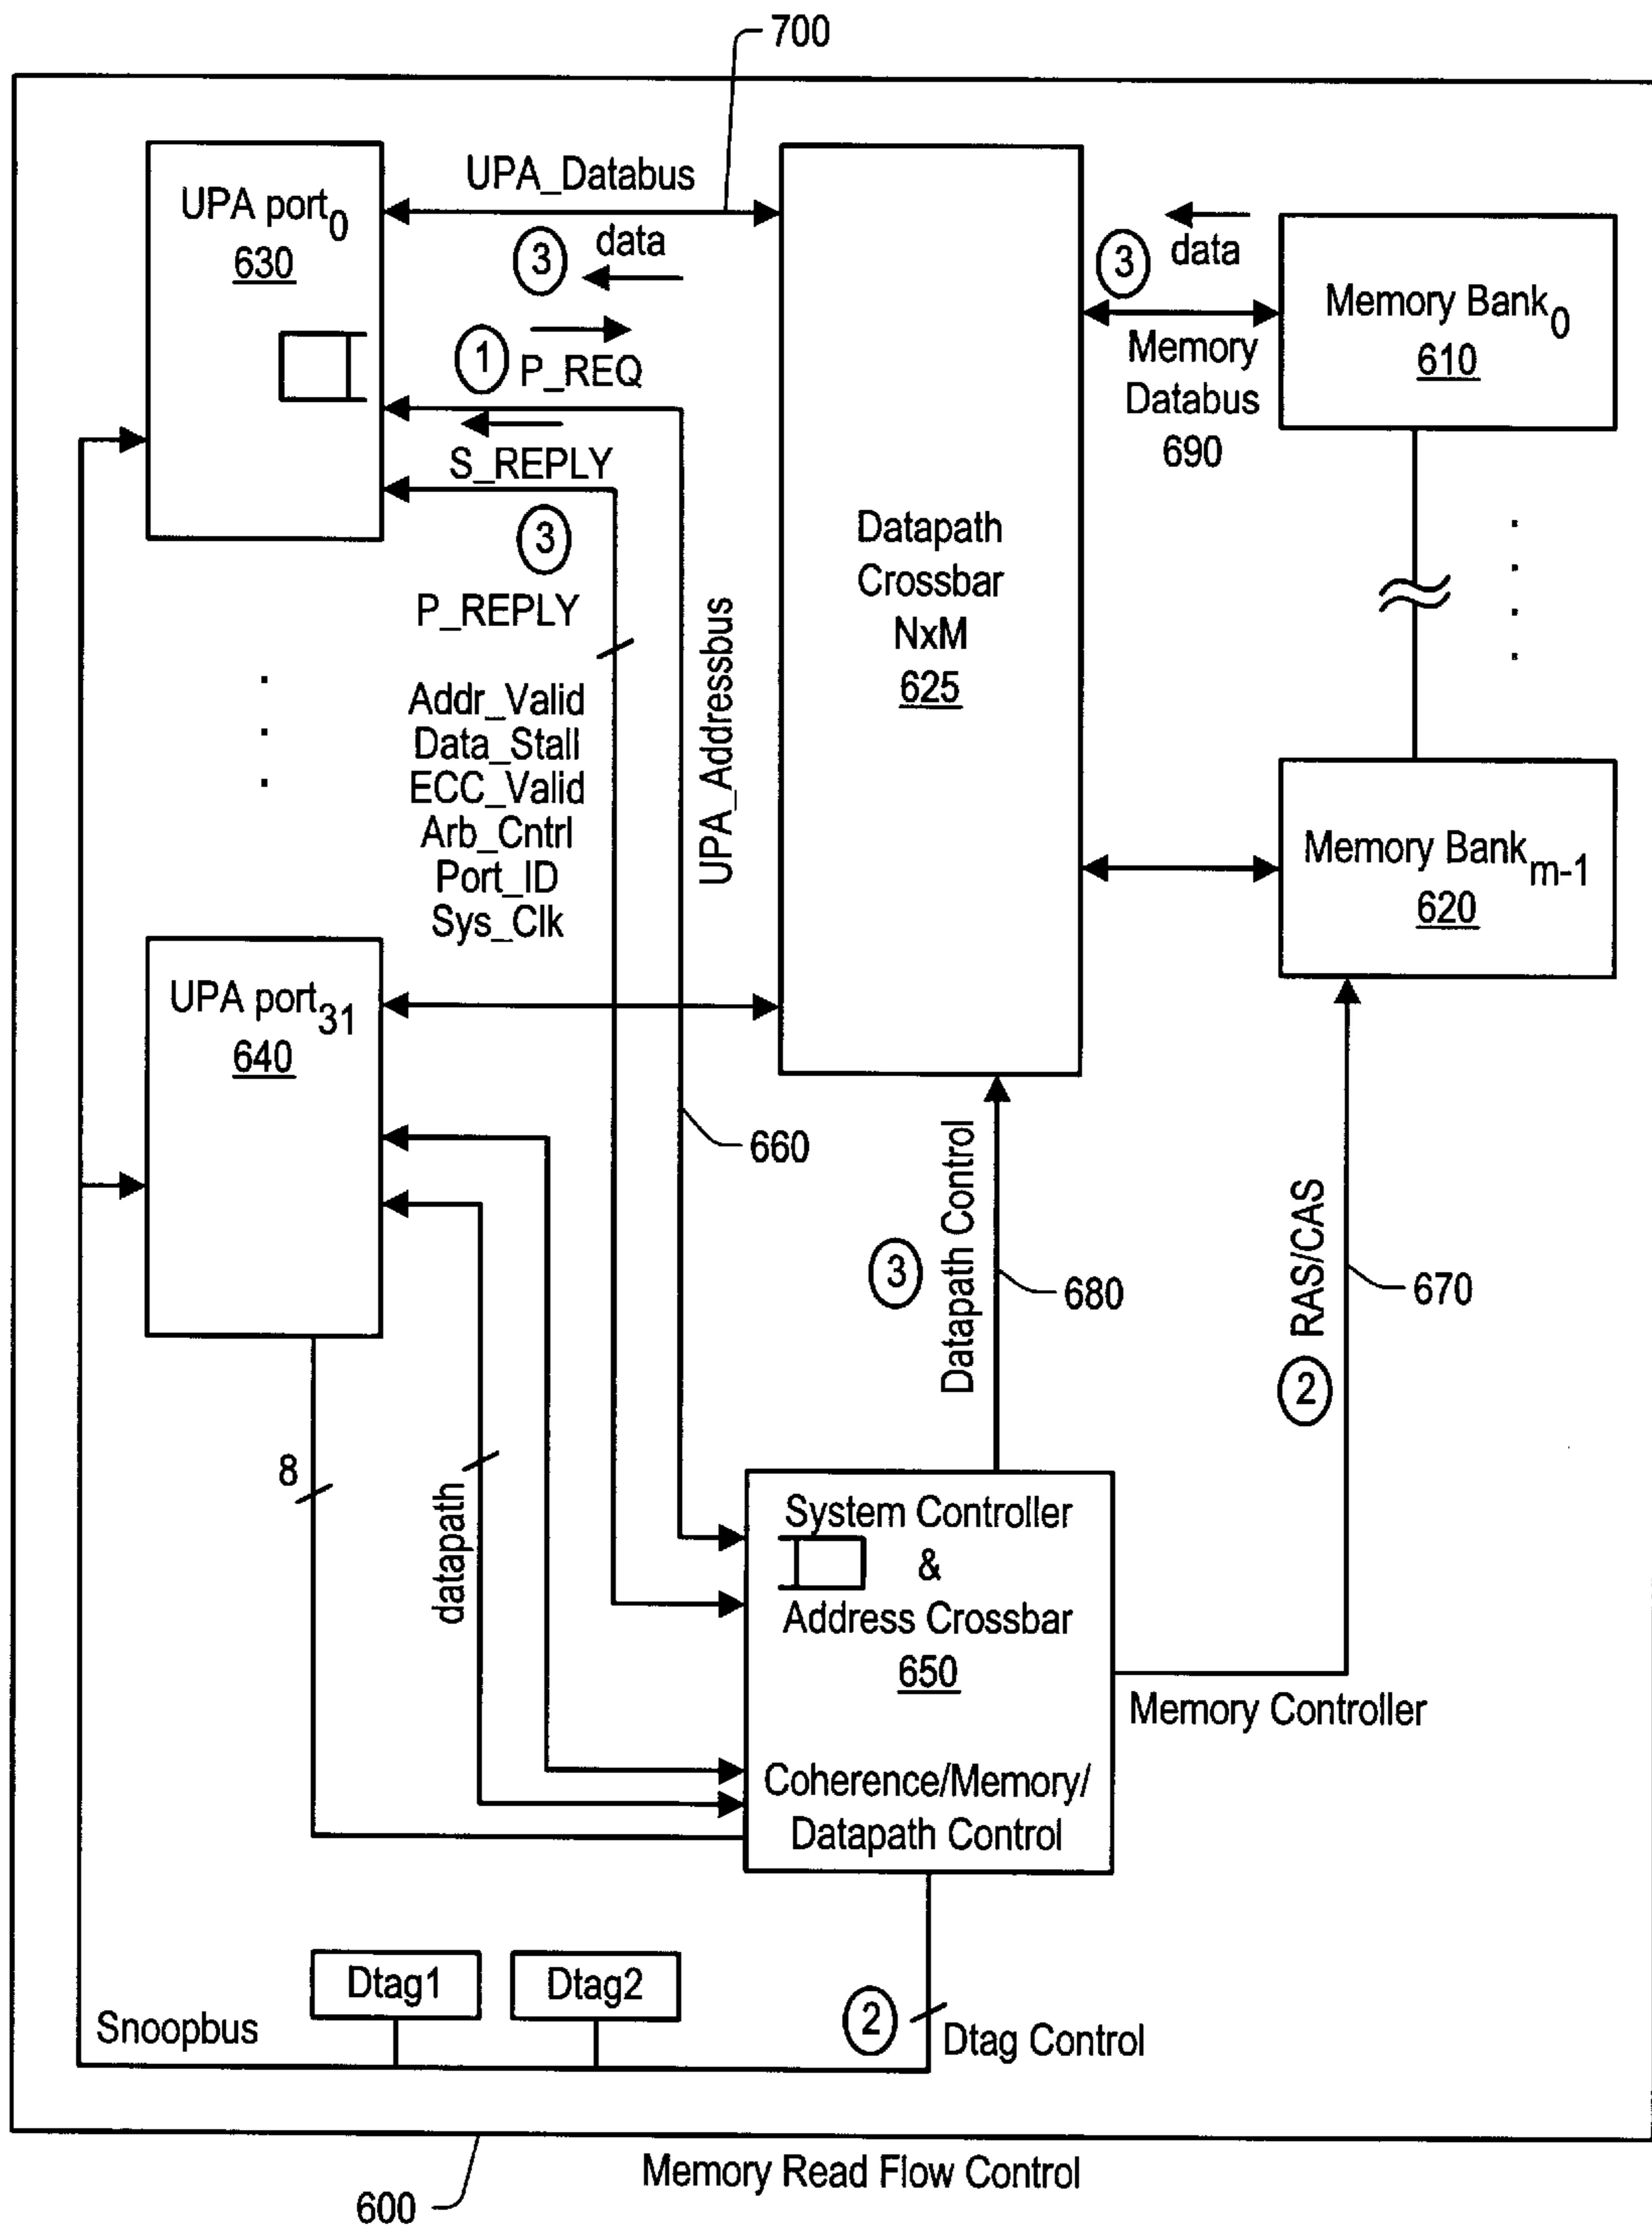 700
UPA port0
630
UPA_Databus
3
data
1
P_REQ
S_REPLY
3
P_REPLY
Addr_Valid
Data_Stall
ECC_Valid
Arb_Cntrl
Port_ID
Sys_Clk
UPA_Addressbus
660
Datapath
Crossbar
NxM
625
3
data
Memory
Databus
690
Memory Bank0
610
Memory Bankm-1
620
UPA port31
640
8
datapath
3
Datapath Control
680
2
RAS/CAS
670
System Controller
&
Address Crossbar
650
Coherence/Memory/
Datapath Control
Memory Controller
Dtag1
Dtag2
Snoopbus
2
Dtag Control
Memory Read Flow Control
600